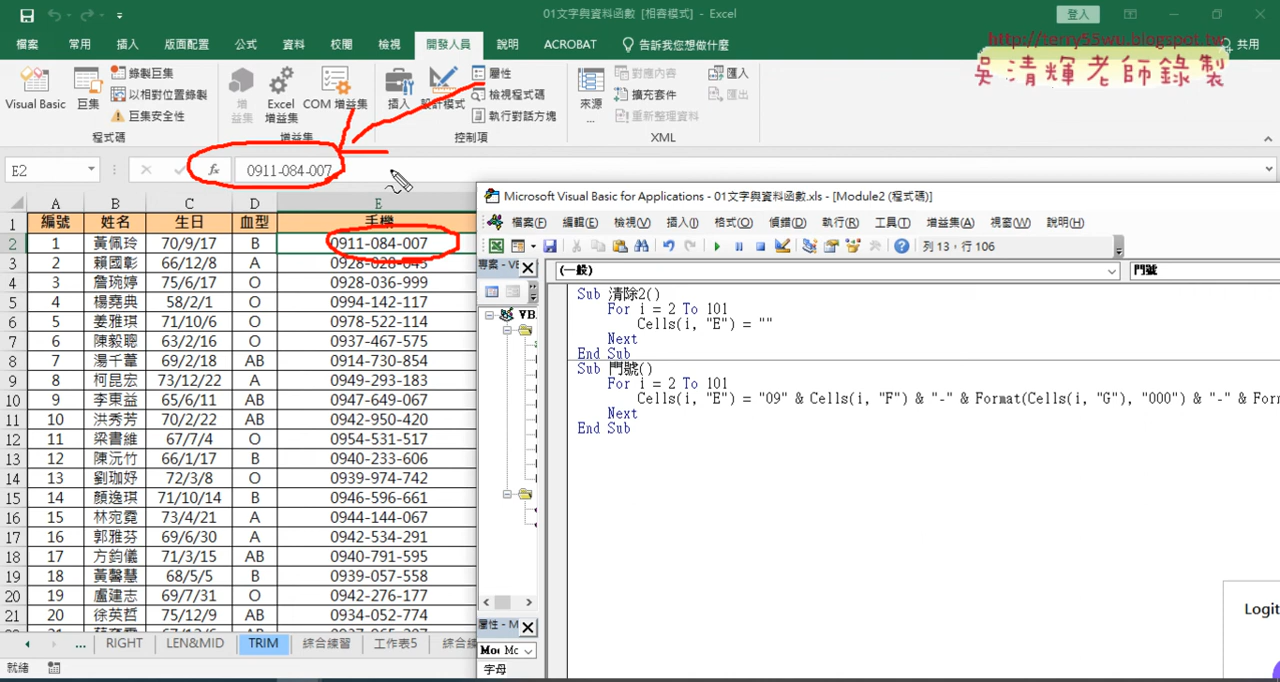 01文字與資料函數 [相容模式] - Excel
登入
http://terry55wu.blogspot.tw
吳清輝老師錄製
檔案 常用 插入 版面配置 公式 資料 校閱 檢視 開發人員 說明 ACROBAT 告訴我您想做什麼 共用
Visual Basic
巨集
錄製巨集
以相對位置錄製
巨集安全性
程式碼
增益集
Excel 增益集
COM 增益集
增益集
插入
設計模式
屬性
檢視程式碼
執行對話方塊
控制項
來源
...
對應內容
擴充套件
重新整理資料
匯入
匯出
XML
E2
fx
0911-084-007
A B C D E
1 編號 姓名 生日 血型 手機
2 1 黃佩玲 70/9/17 B 0911-084-007
3 2 賴國彰 66/12/8 A 0928-028-045
4 3 詹琬婷 75/6/17 O 0928-036-999
5 4 楊堯典 58/2/1 O 0994-142-117
6 5 姜雅琪 71/10/6 O 0978-522-114
7 6 陳毅聰 63/2/16 O 0937-467-575
8 7 湯千葦 69/2/18 AB 0914-730-854
9 8 柯昆宏 73/12/22 A 0949-293-183
10 9 李東益 65/6/11 AB 0947-649-067
11 10 洪秀芳 70/2/22 AB 0942-950-420
12 11 梁書維 67/7/4 O 0954-531-517
13 12 陳沅竹 66/1/17 B 0940-233-606
14 13 劉珈妤 72/3/8 O 0939-974-742
15 14 顏逸琪 71/10/14 B 0946-596-661
16 15 林宛霓 73/4/21 A 0944-144-067
17 16 郭雅芬 69/6/30 A 0942-534-291
18 17 方鈞儀 71/3/15 AB 0940-791-595
19 18 黃馨慧 68/5/5 B 0939-057-558
20 19 盧建志 69/7/31 O 0942-276-177
21 20 徐英哲 75/12/9 AB 0934-052-774
... RIGHT LEN&MID TRIM 綜合練習 工作表5 綜合練
就緒
Microsoft Visual Basic for Applications - 01文字與資料函數.xls - [Module2 (程式碼)]
檔案(F) 編輯(E) 檢視(V) 插入(I) 格式(O) 偵錯(D) 執行(R) 工具(T) 增益集(A) 視窗(W) 說明(H)
列 13，行 106
專案 - VB
(一般)
門號
VB
Sub 清除2()
For i = 2 To 101
Cells(i, "E") = ""
Next
End Sub
Sub 門號()
For i = 2 To 101
Cells(i, "E") = "09" & Cells(i, "F") & "-" & Format(Cells(i, "G"), "000") & "-" & For
Next
End Sub
屬性 - M
字母
Logit